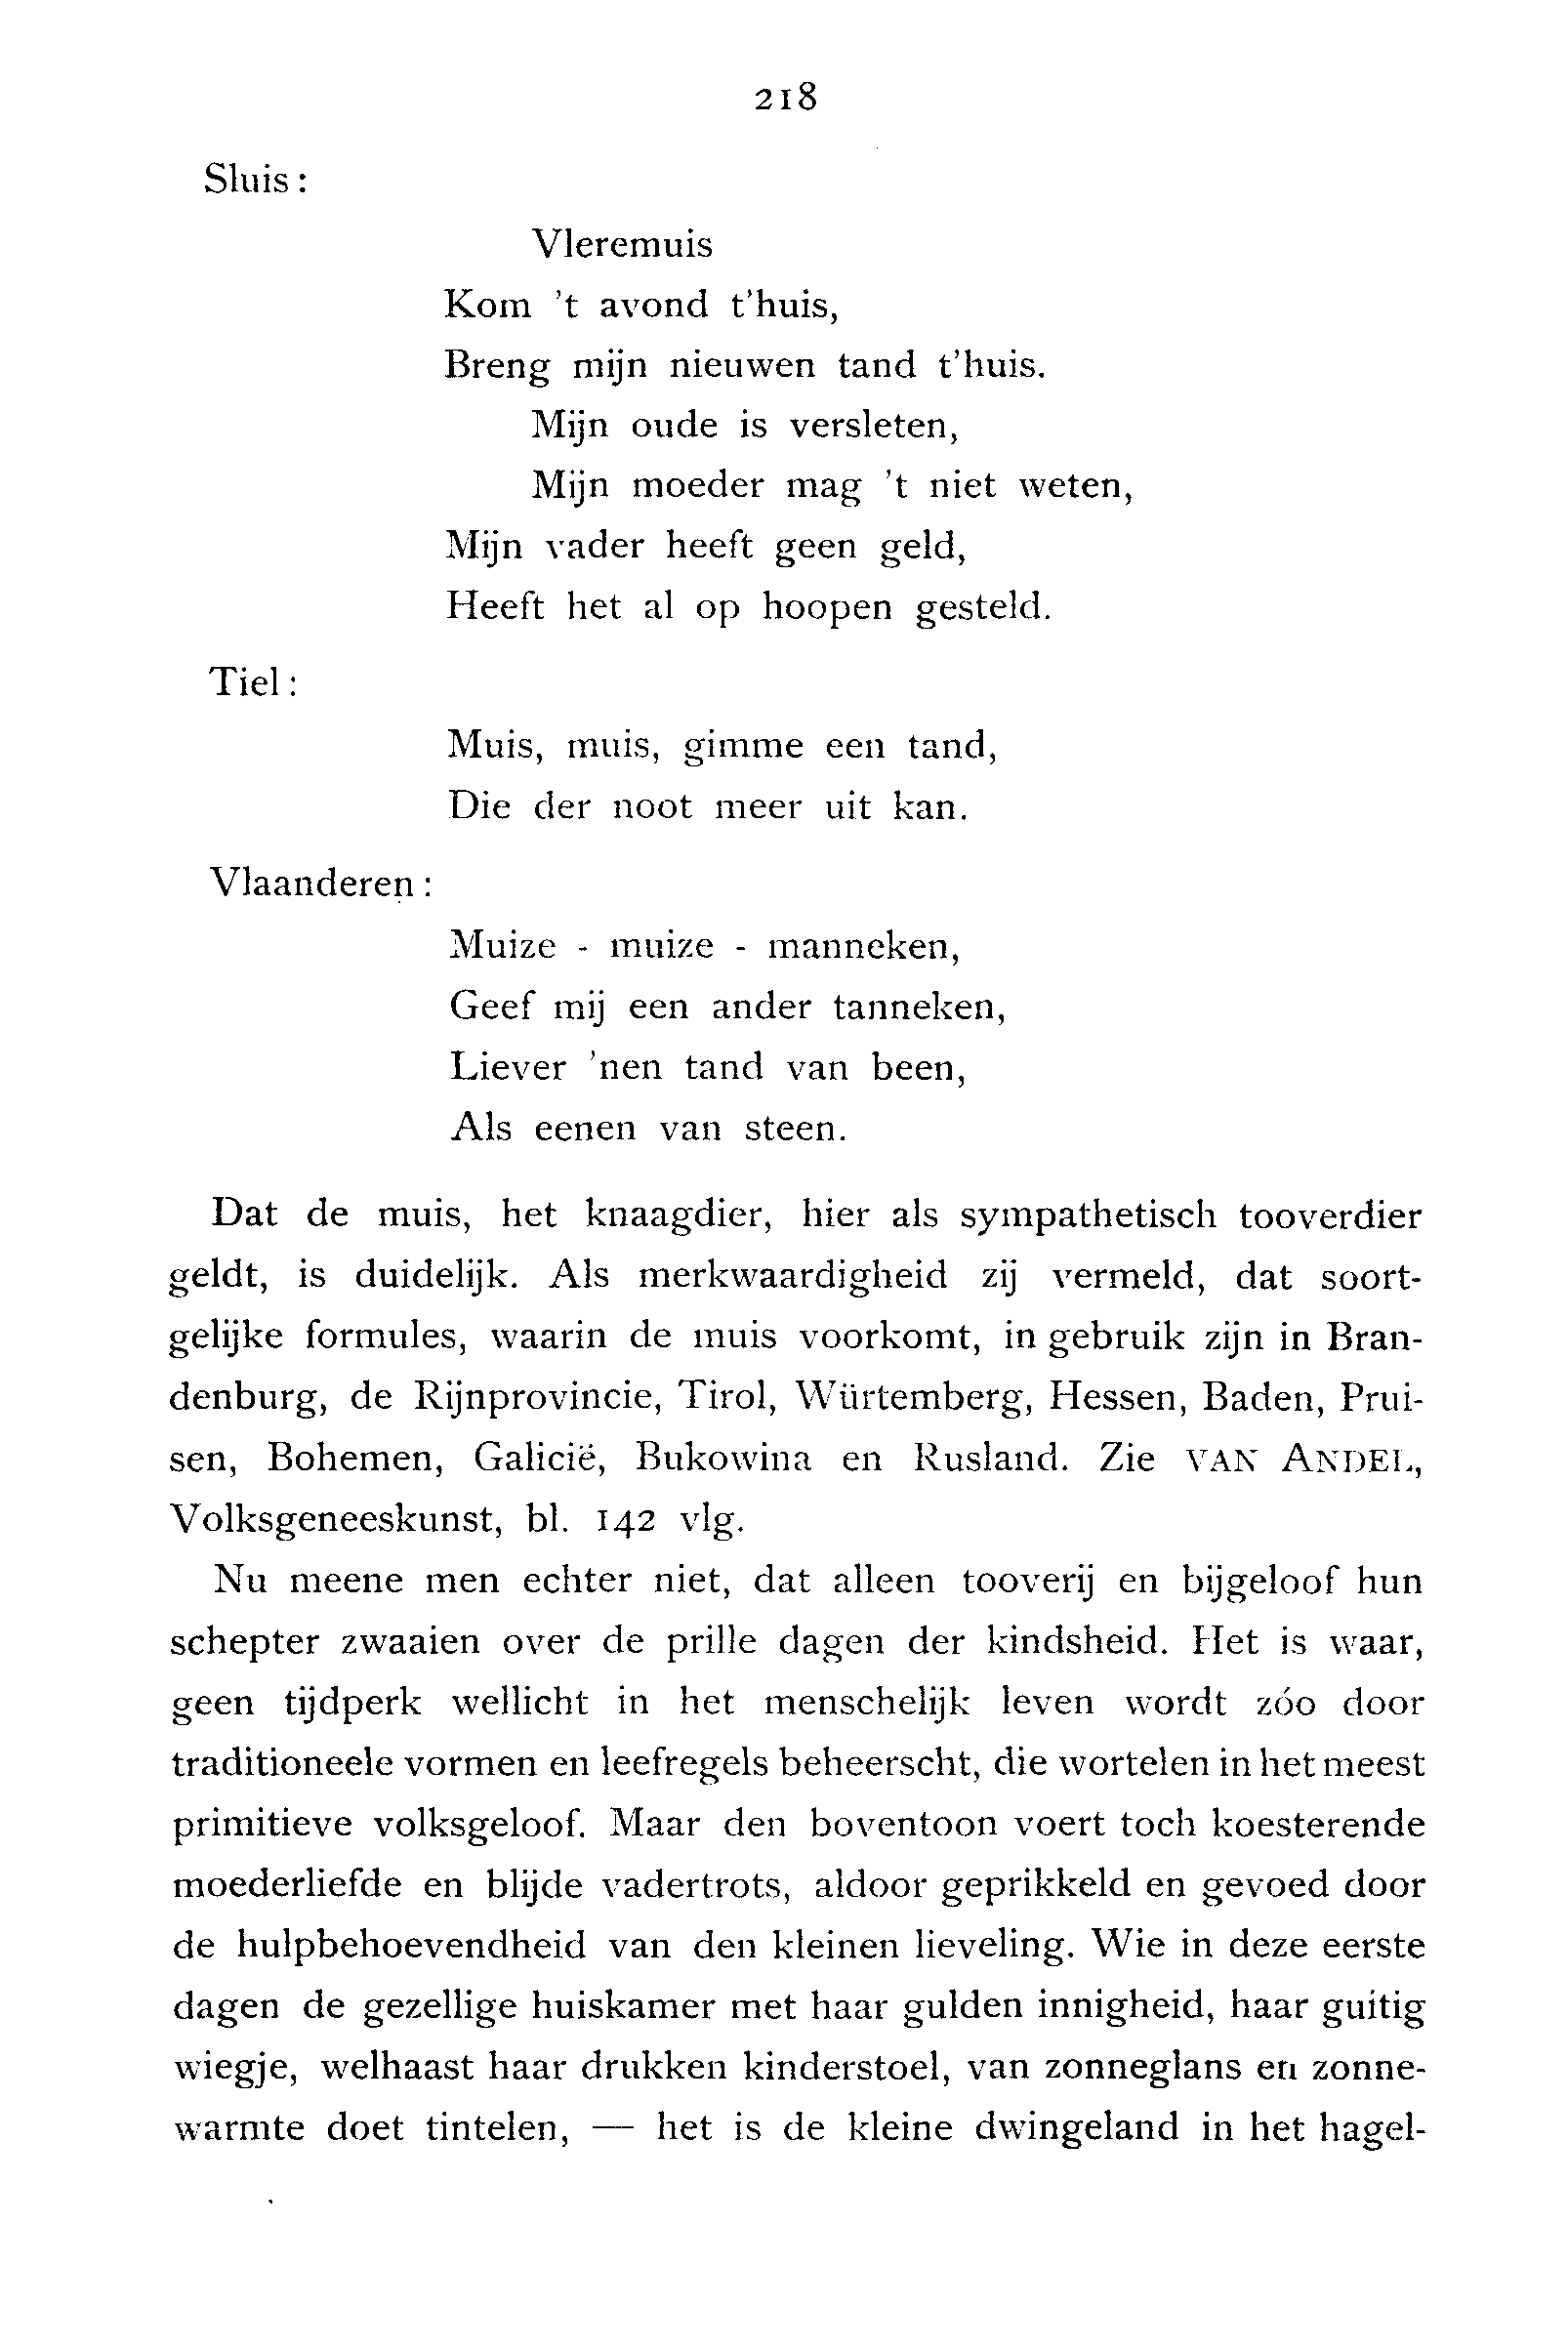 218
Sluis :
Vleremuis
Kom 't avond t'huis,
Breng mijn nieuwen tand t'huis.
Mijn oude is versleten,
Mijn moeder mag 't niet weten,
Mijn vader heeft geen geld,
Heeft het al op hoopen gesteld.
Tiel :
Muis, muis, gimme een tand,
Die der noot meer uit kan.
Vlaanderen :
Muize - muize - manneken,
Geef mij een ander tanneken,
Liever 'nen tand van been,
Als eenen van steen.
Dat de muis, het knaagdier, hier als sympathetisch tooverdier
geldt, is duidelijk. Als merkwaardigheid zij vermeld, dat soort-
gelijke formules, waarin de muis voorkomt, in gebruik zijn in Bran-
denburg, de Rijnprovincie, Tirol, Würtemberg, Hessen, Baden, Prui-
sen, Bohemen, Galicië, Bukowina en Rusland. Zie VAN ANDEL,
Volksgeneeskunst, bl. 142 vlg.
Nu meene men echter niet, dat alleen tooverij en bijgeloof hun
schepter zwaaien over de prille dagen der kindsheid. Het is waar,
geen tijdperk wellicht in het menschelijk leven wordt zóo door
traditioneele vormen en leefregels beheerscht, die wortelen in het meest
primitieve volksgeloof. Maar den boventoon voert toch koesterende
moederliefde en blijde vadertrots, aldoor geprikkeld en gevoed door
de hulpbehoevendheid van den kleinen lieveling. Wie in deze eerste
dagen de gezellige huiskamer met haar gulden innigheid, haar guitig
wiegje, welhaast haar drukken kinderstoel, van zonneglans en zonne-
warmte doet tintelen, — het is de kleine dwingeland in het hagel-